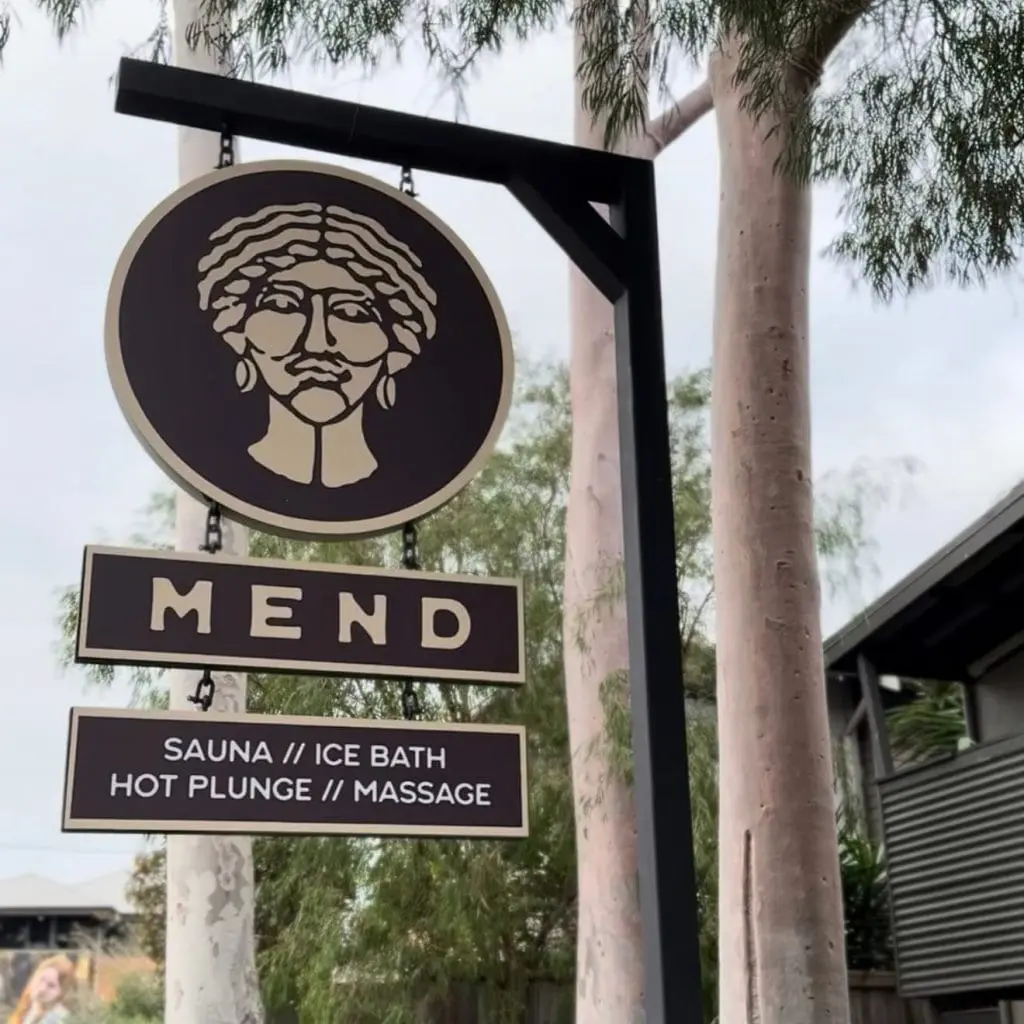 MEND
SAUNA // ICE BATH
HOT PLUNGE // MASSAGE